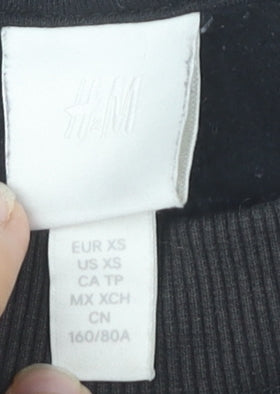 H&M
EUR XS
US XS
CA TP
MX XCH
CN
160/80A